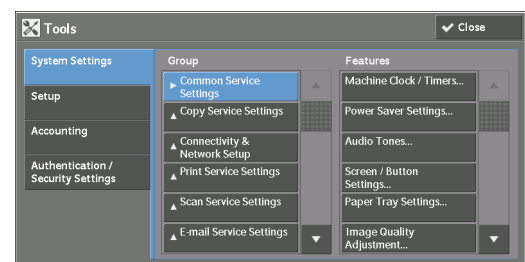 Tools
Close
System Settings
Setup
Accounting
Authentication /
Security Settings
Group
Common Service
Settings
Copy Service Settings
Connectivity &
Network Setup
Print Service Settings
Scan Service Settings
E-mail Service Settings
Features
Machine Clock / Timers...
Power Saver Settings...
Audio Tones...
Screen / Button
Settings...
Paper Tray Settings...
Image Quality
Adjustment...